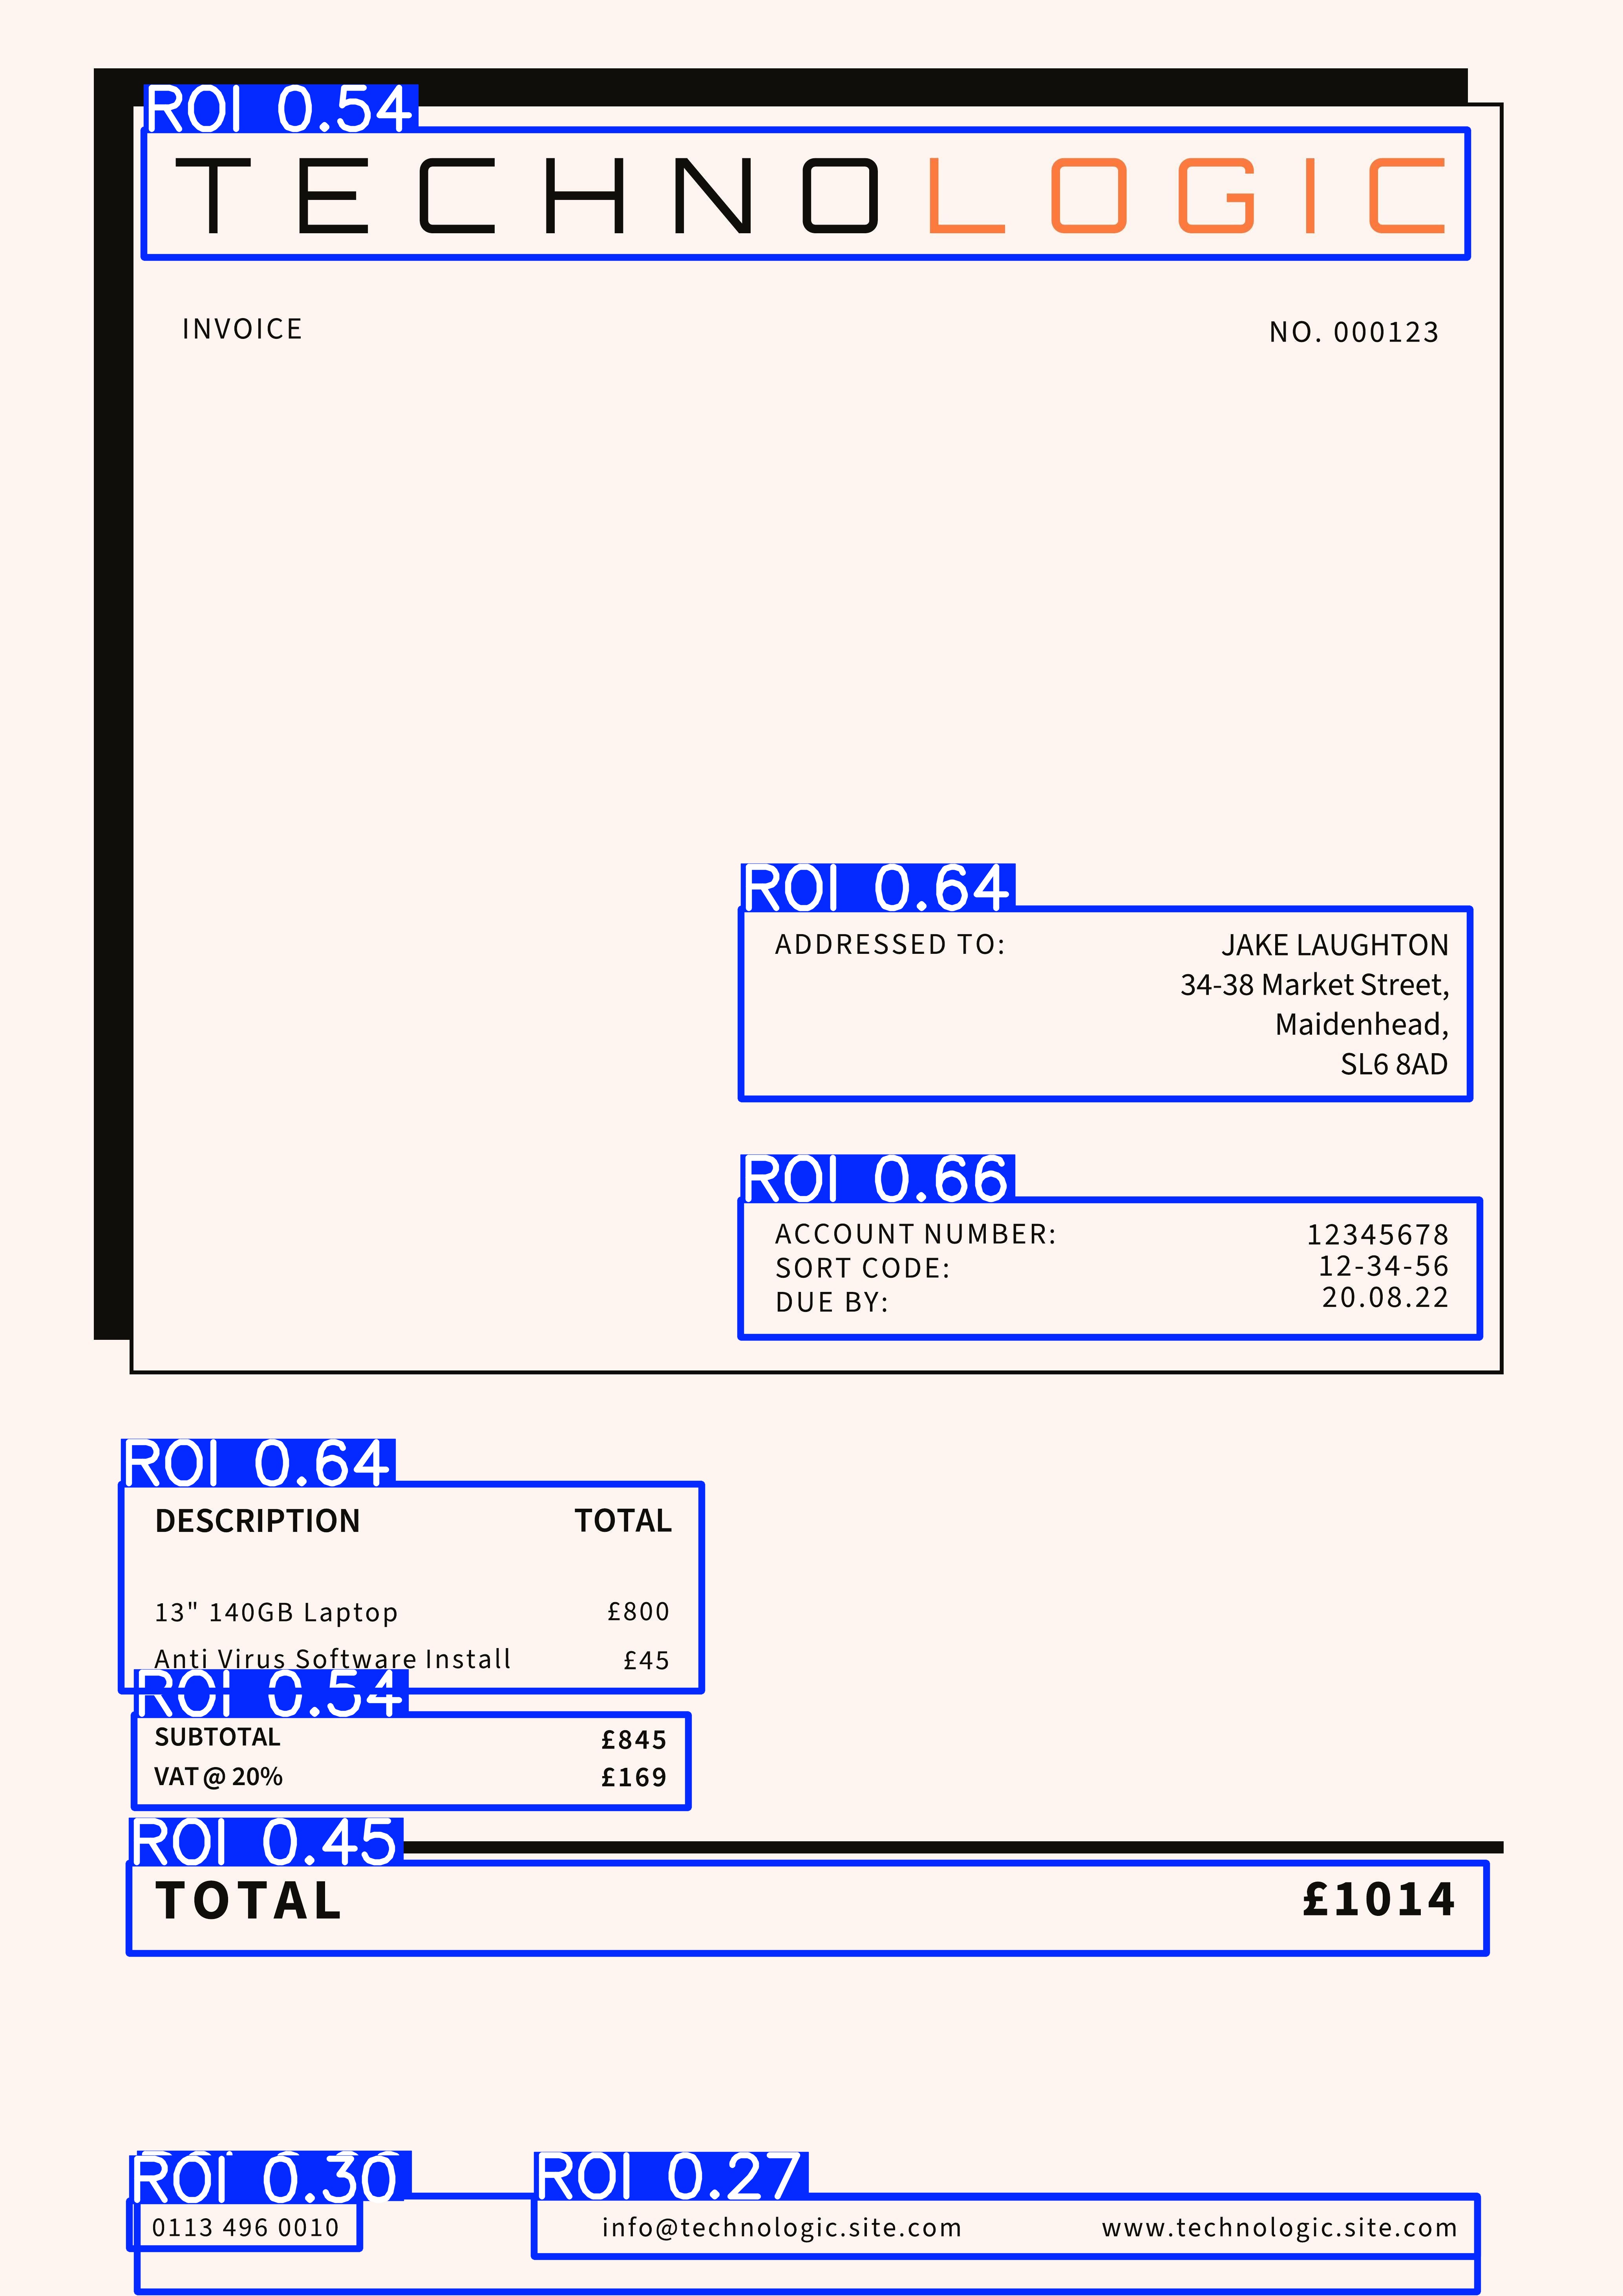 ROI 0.54
TECHNOLOGIC
INVOICE NO. 000123
ROI 0.64
ADDRESSED TO: JAKE LAUGHTON
34-38 Market Street,
Maidenhead,
SL6 8AD
ROI 0.66
ACCOUNT NUMBER: 12345678
SORT CODE: 12-34-56
DUE BY: 20.08.22
ROI 0.64
DESCRIPTION TOTAL
13" 140GB Laptop £800
Anti Virus Software Install £45
ROI 0.54
SUBTOTAL £845
VAT @ 20% £169
ROI 0.45
TOTAL £1014
ROI 0.30 ROI 0.27
0113 496 0010 info@technologic.site.com www.technologic.site.com